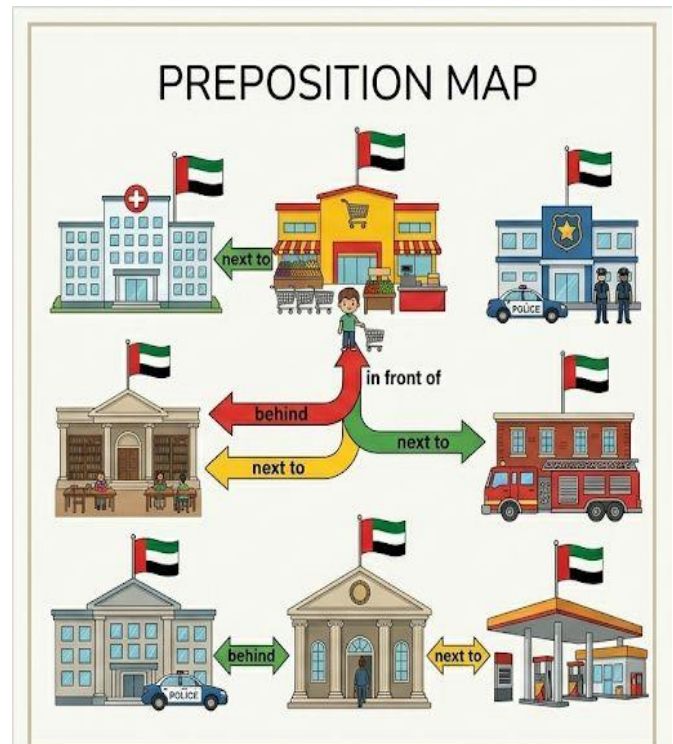 PREPOSITION MAP
next to
POLICE
in front of
behind
next to
next to
behind
next to
POLICE